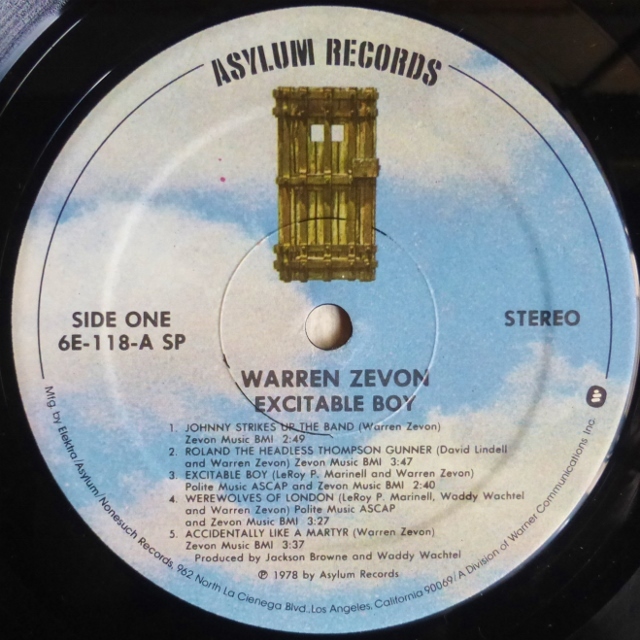 ASYLUM RECORDS
SIDE ONE
6E-118-A SP
STEREO
WARREN ZEVON
EXCITABLE BOY
1. JOHNNY STRIKES UP THE BAND (Warren Zevon)
Zevon Music BMI 2:49
2. ROLAND THE HEADLESS THOMPSON GUNNER (David Lindell
and Warren Zevon) Zevon Music BMI 3:47
3. EXCITABLE BOY (LeRoy P. Marinell and Warren Zevon)
Polite Music ASCAP and Zevon Music BMI 2:40
4. WEREWOLVES OF LONDON (LeRoy P. Marinell, Waddy Wachtel
and Warren Zevon) Polite Music ASCAP
and Zevon Music BMI 3:27
5. ACCIDENTALLY LIKE A MARTYR (Warren Zevon)
Zevon Music BMI 3:37
Produced by Jackson Browne and Waddy Wachtel
℗ 1978 by Asylum Records
Mfg. by Elektra/Asylum/Nonesuch Records, 962 North La Cienega Blvd., Los Angeles, California 90069/A Division of Warner Communications Inc.